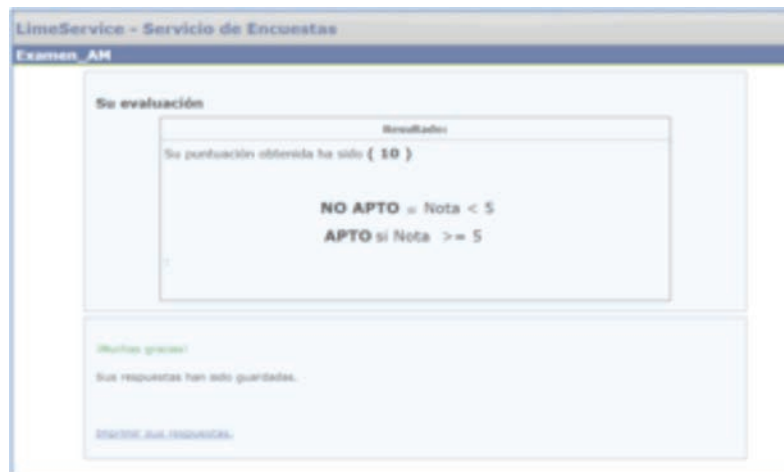 LimeService - Servicio de Encuestas
Examen_AM
Su evaluación
Resultado:
Su puntuación obtenida ha sido ( 10 )
NO APTO = Nota < 5
APTO si Nota >= 5
¡Muchas gracias!
Sus respuestas han sido guardadas.
Imprimir sus respuestas.